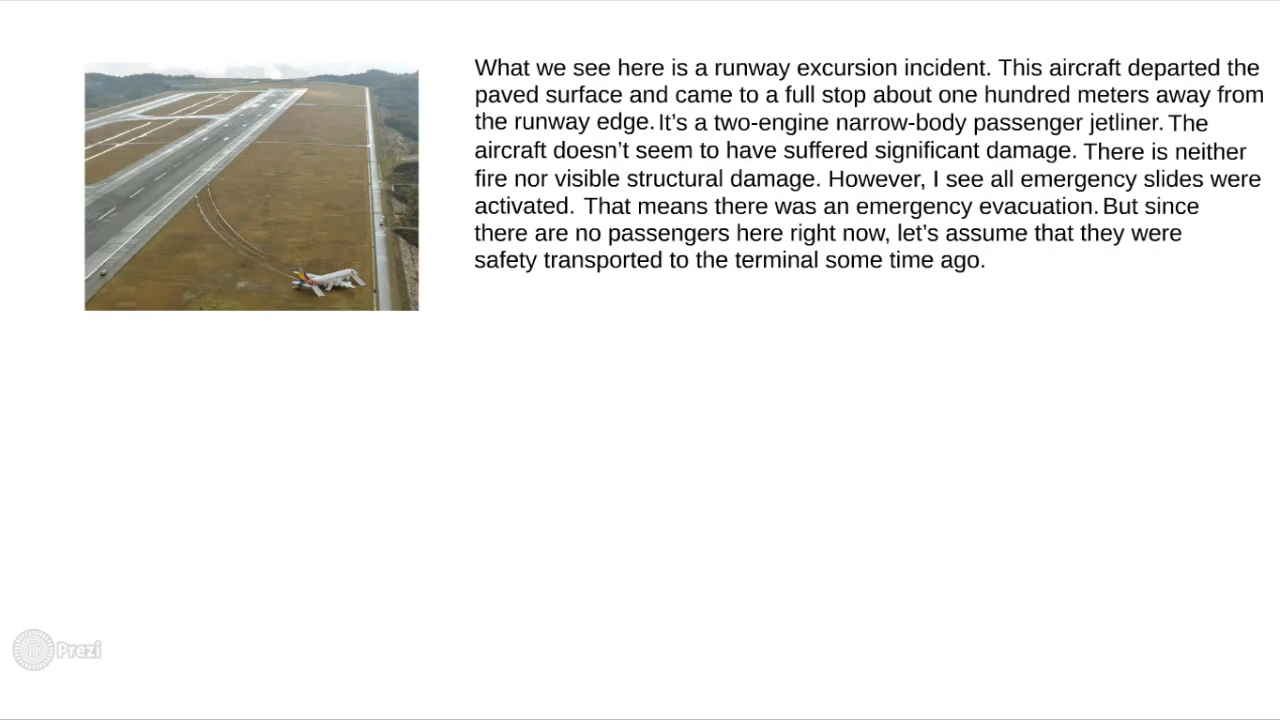 What we see here is a runway excursion incident. This aircraft departed the
paved surface and came to a full stop about one hundred meters away from
the runway edge. It's a two-engine narrow-body passenger jetliner. The
aircraft doesn't seem to have suffered significant damage. There is neither
fire nor visible structural damage. However, I see all emergency slides were
activated. That means there was an emergency evacuation. But since
there are no passengers here right now, let's assume that they were
safety transported to the terminal some time ago.
Prezi